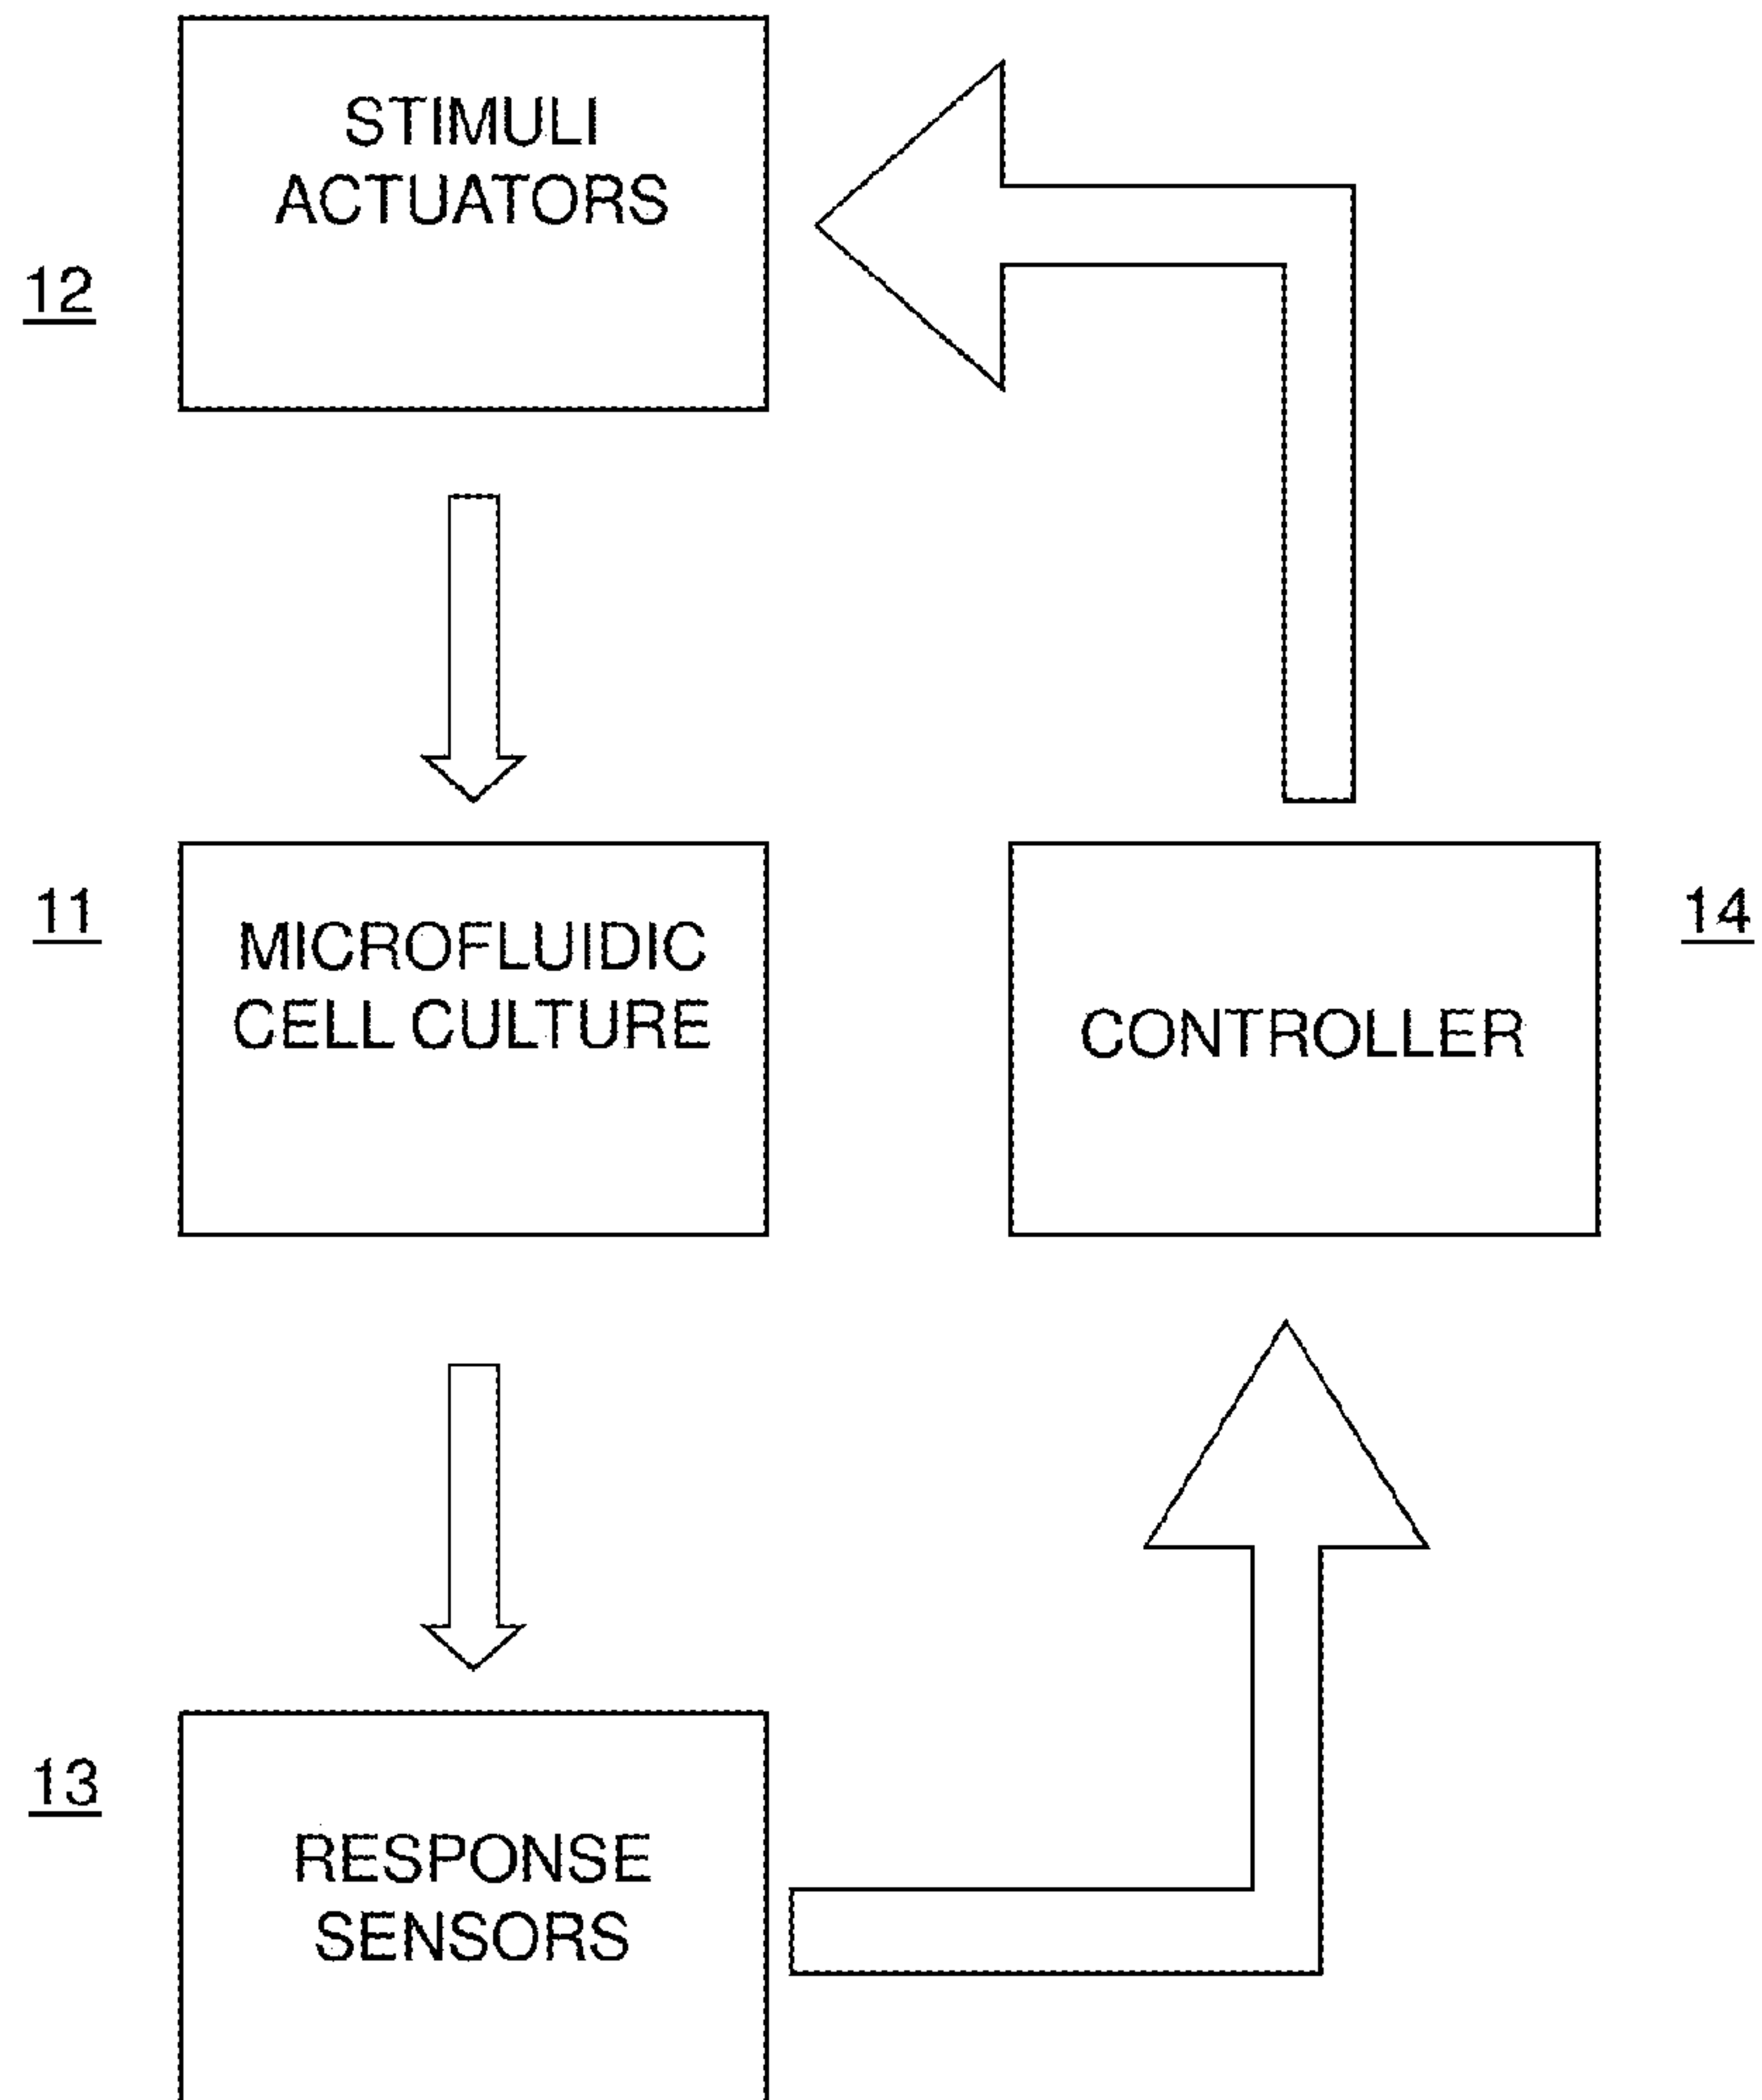 STIMULI
ACTUATORS
12
11
MICROFLUIDIC
CELL CULTURE
CONTROLLER
14
13
RESPONSE
SENSORS